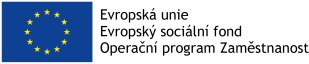 Evropská unie
Evropský sociální fond
Operační program Zaměstnanost